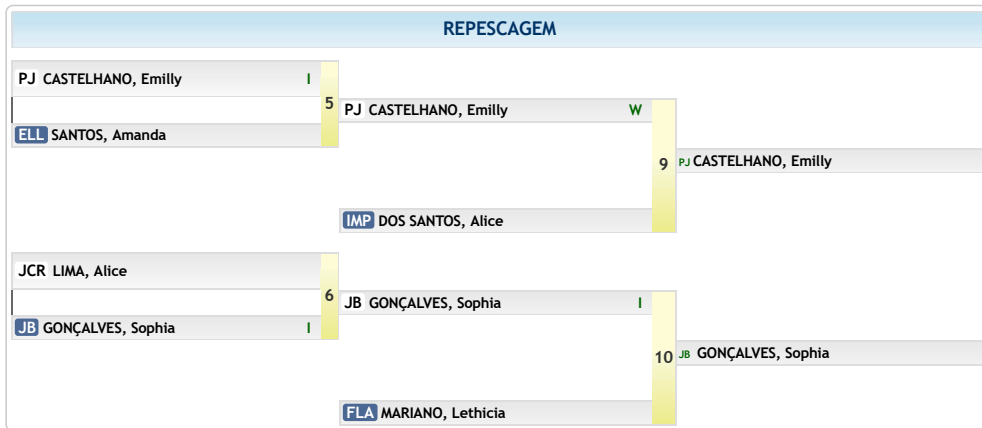 REPESCAGEM
PJ CASTELHANO, Emilly I
5
ELL SANTOS, Amanda
PJ CASTELHANO, Emilly W
9
IMP DOS SANTOS, Alice
PJ CASTELHANO, Emilly
JCR LIMA, Alice
6
JB GONÇALVES, Sophia I
JB GONÇALVES, Sophia I
10
FLA MARIANO, Lethicia
JB GONÇALVES, Sophia